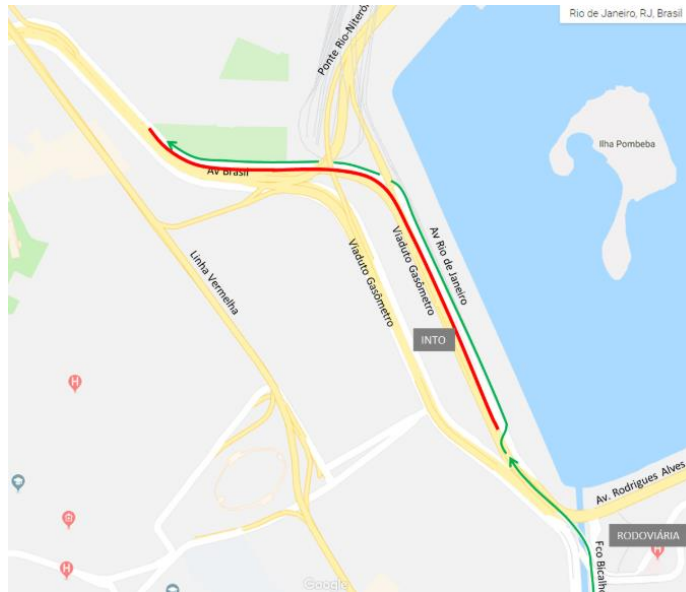 Rio de Janeiro, RJ, Brasil
Ponte Rio-Niterói
Ilha Pombeba
Av Brasil
Av Rio de Janeiro
Viaduto Gasômetro
Viaduto Gasômetro
Linha Vermelha
INTO
Av. Rodrigues Alves
RODOVIÁRIA
Fco Bicalho
H
H
H
Google